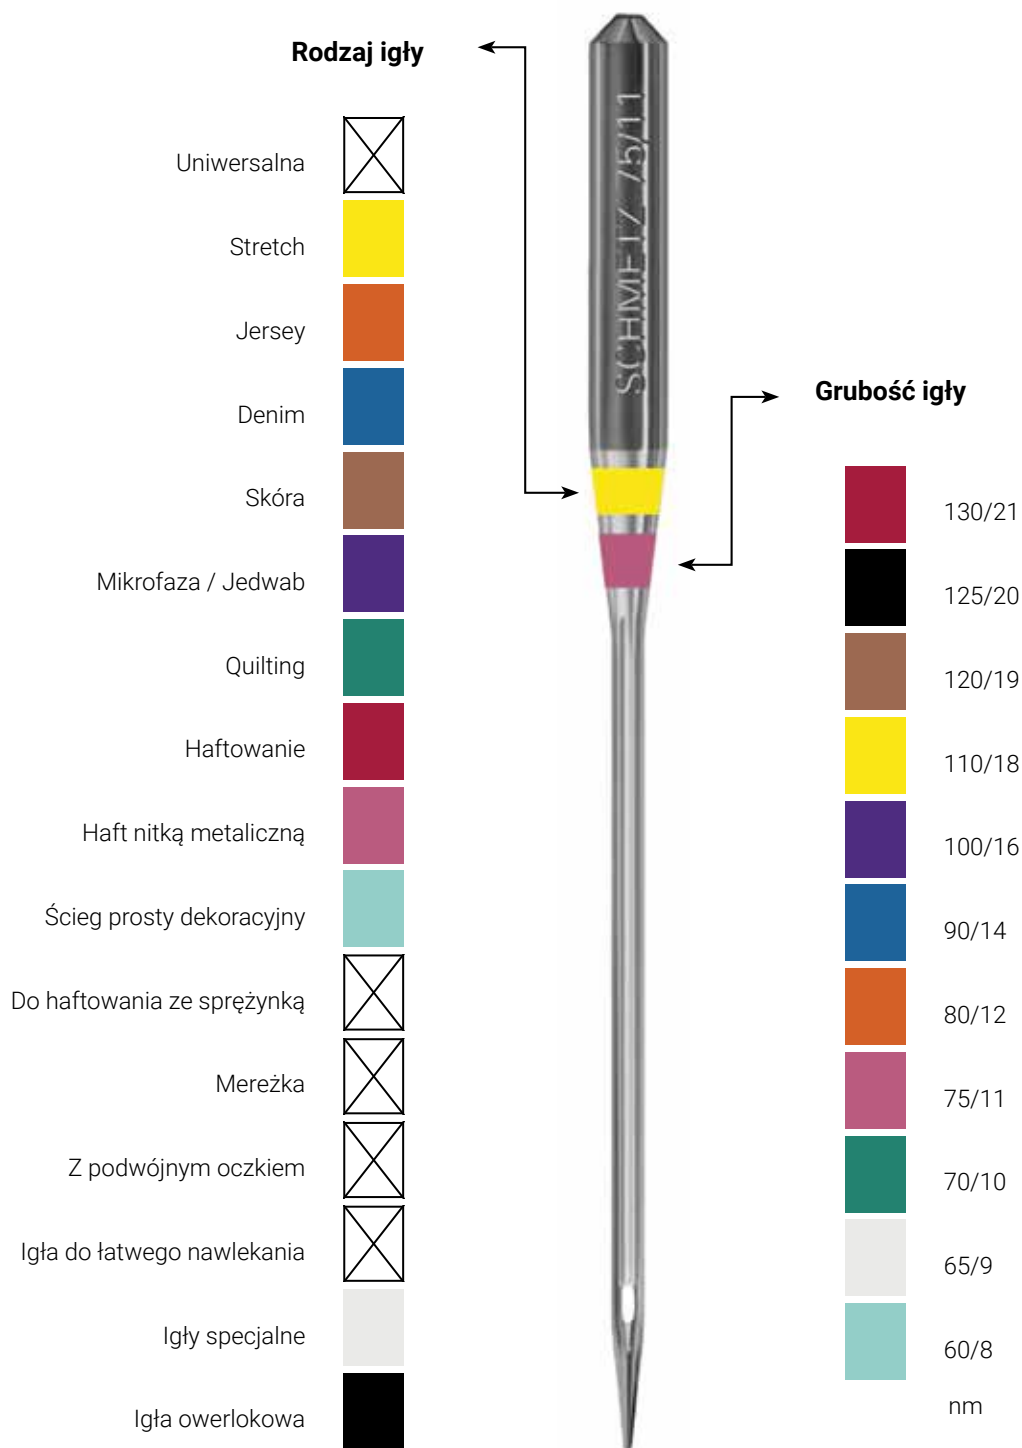 Rodzaj igły
Uniwersalna
Stretch
Jersey
Denim
Skóra
Mikrofaza / Jedwab
Quilting
Haftowanie
Haft nitką metaliczną
Ścieg prosty dekoracyjny
Do haftowania ze sprężynką
Mereżka
Z podwójnym oczkiem
Igła do łatwego nawlekania
Igły specjalne
Igła owerlokowa
SCHMETZ 75/11
Grubość igły
130/21
125/20
120/19
110/18
100/16
90/14
80/12
75/11
70/10
65/9
60/8
nm